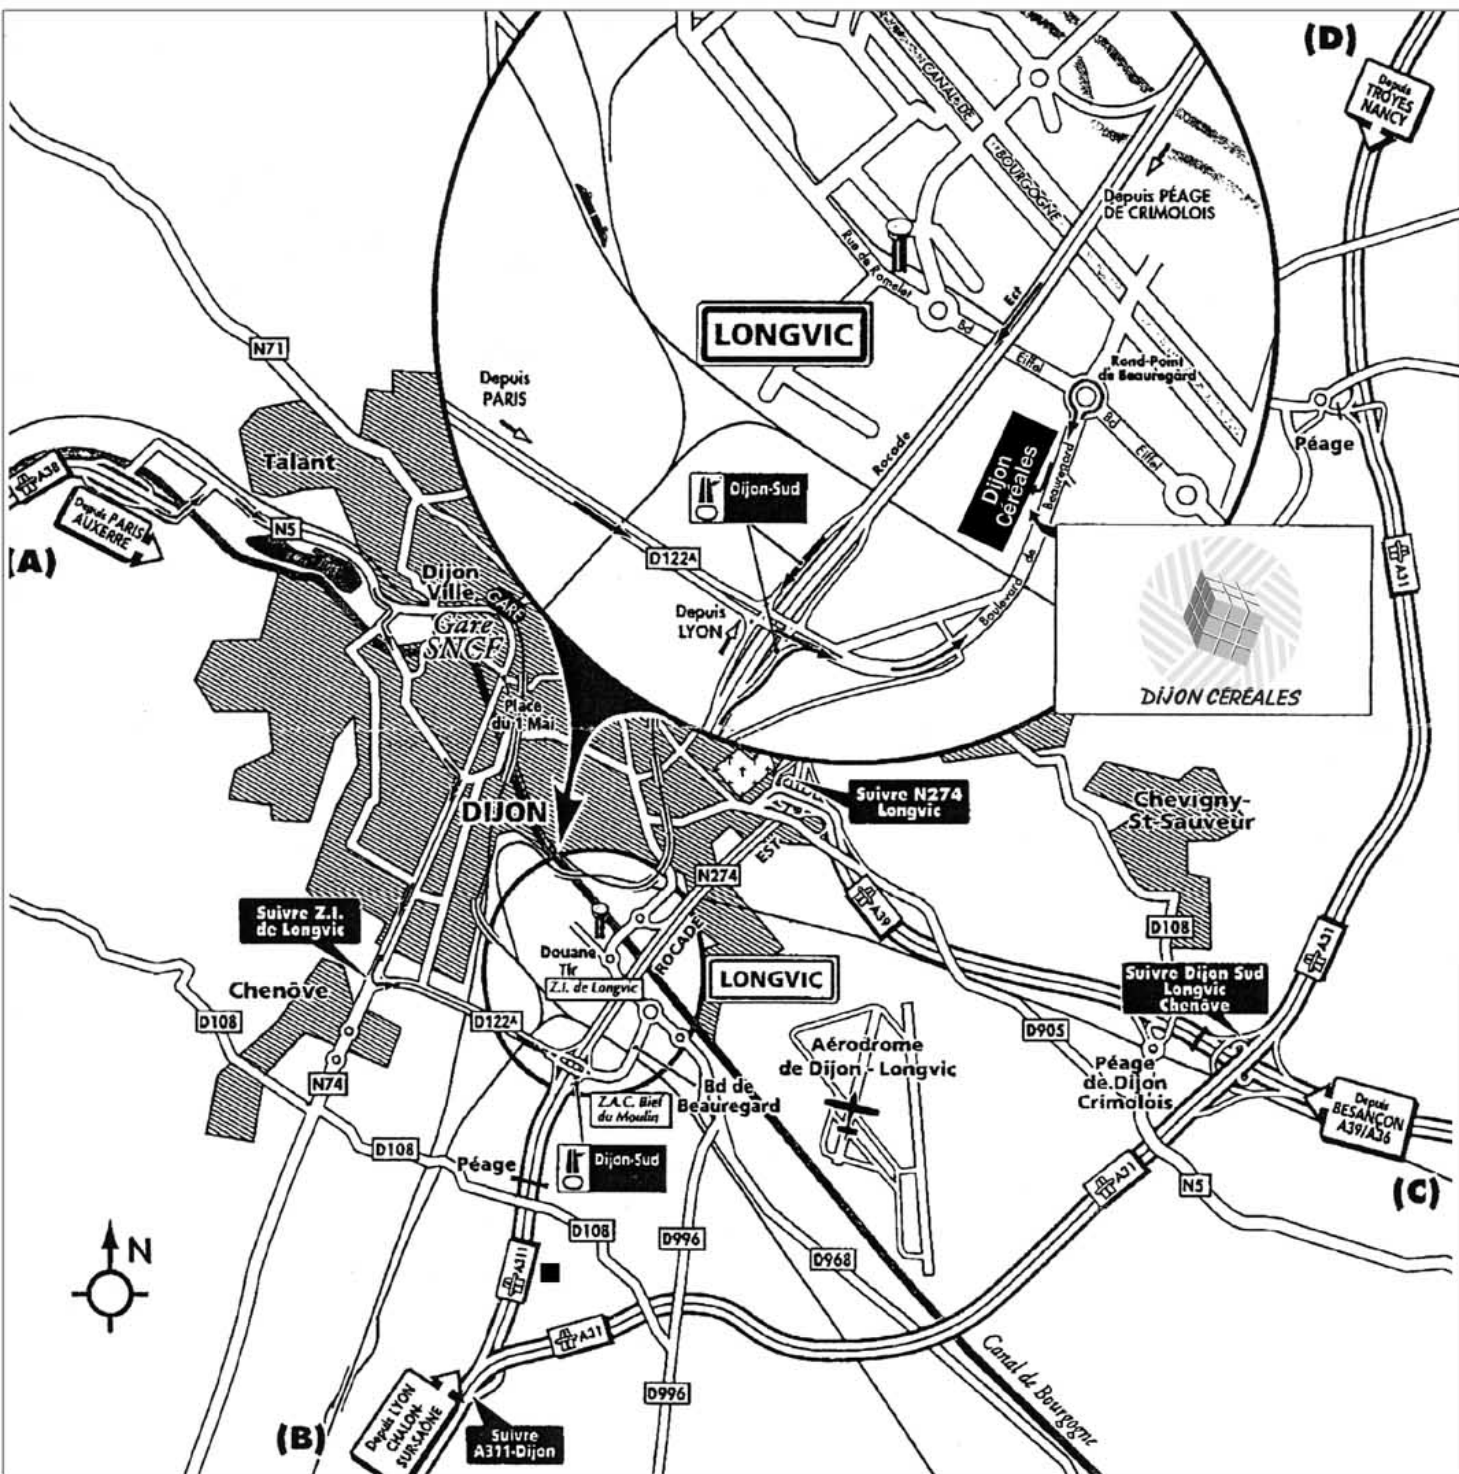 (D)
Depuis
TROYES
NANCY
CANAL DE
BOURGOGNE
Depuis PÉAGE
DE CRIMOLOIS
Rue de Romelet
Est
LONGVIC
Bd
Eiffel
Rond-Point
de Beauregard
N71
Depuis
PARIS
Bd
Eiffel
Péage
Rocade
Dijon
Céréales
Beauregard
Talant
A38
Depuis PARIS
AUXERRE
(A)
N5
Dijon-Sud
D122A
de
A31
Dijon
Ville
GARE
Gare
SNCF
Depuis
LYON
Boulevard
DIJON CÉRÉALES
Place
du 1 Mai
Suivre N274
Longvic
Chevigny-
St-Sauveur
DIJON
EST
N274
A39
Suivre Z.I.
de Longvic
D108
ROCADE
Douane
Tir
Z.I. de Longvic
LONGVIC
A31
Suivre Dijon Sud
Longvic
Chenôve
Chenôve
D108
D122A
D905
Aérodrome
de Dijon - Longvic
Péage
de Dijon
Crimolois
N74
Bd de
Beauregard
Z.A.C. Bief
du Moulin
Depuis
BESANÇON
A39/A36
D108
Péage
Dijon-Sud
A31
N5
(C)
N
D108
D996
D968
A311
A31
Canal de Bourgogne
D996
Depuis LYON
CHALON-
SUR-SAÔNE
(B)
Suivre
A311-Dijon